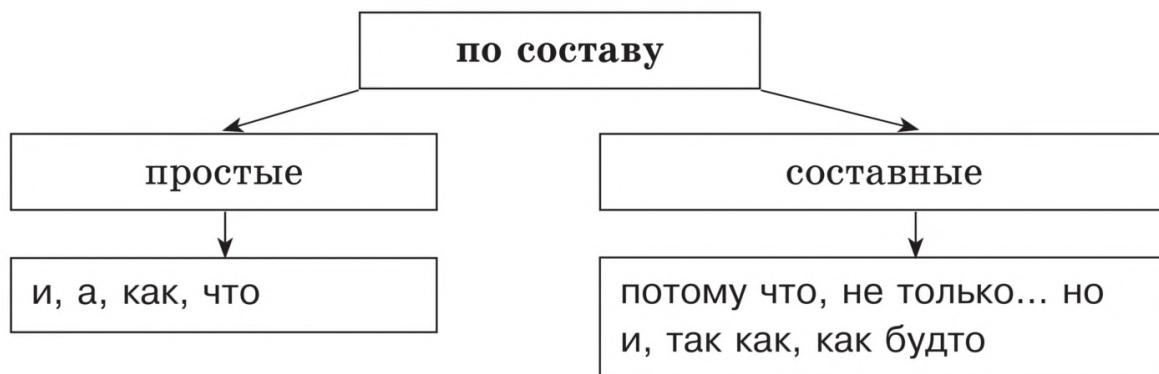 по составу
простые
составные
и, а, как, что
потому что, не только... но
и, так как, как будто